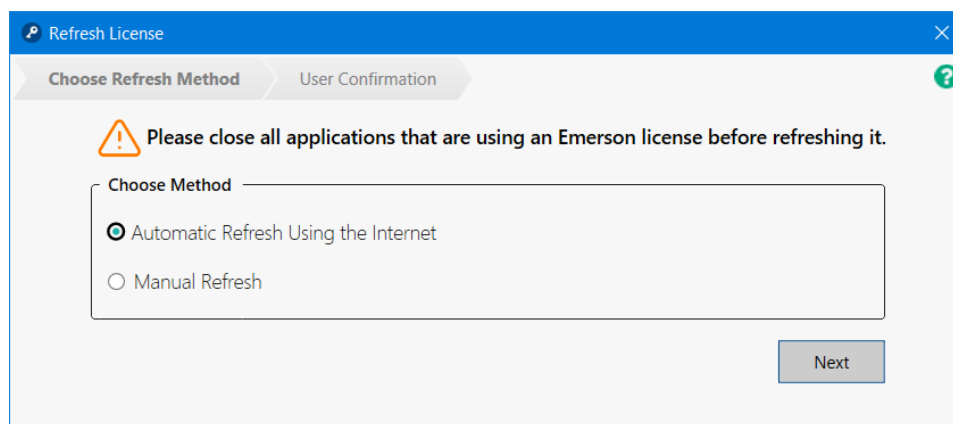 Refresh License
Choose Refresh Method
User Confirmation
?
Please close all applications that are using an Emerson license before refreshing it.
Choose Method
Automatic Refresh Using the Internet
Manual Refresh
Next